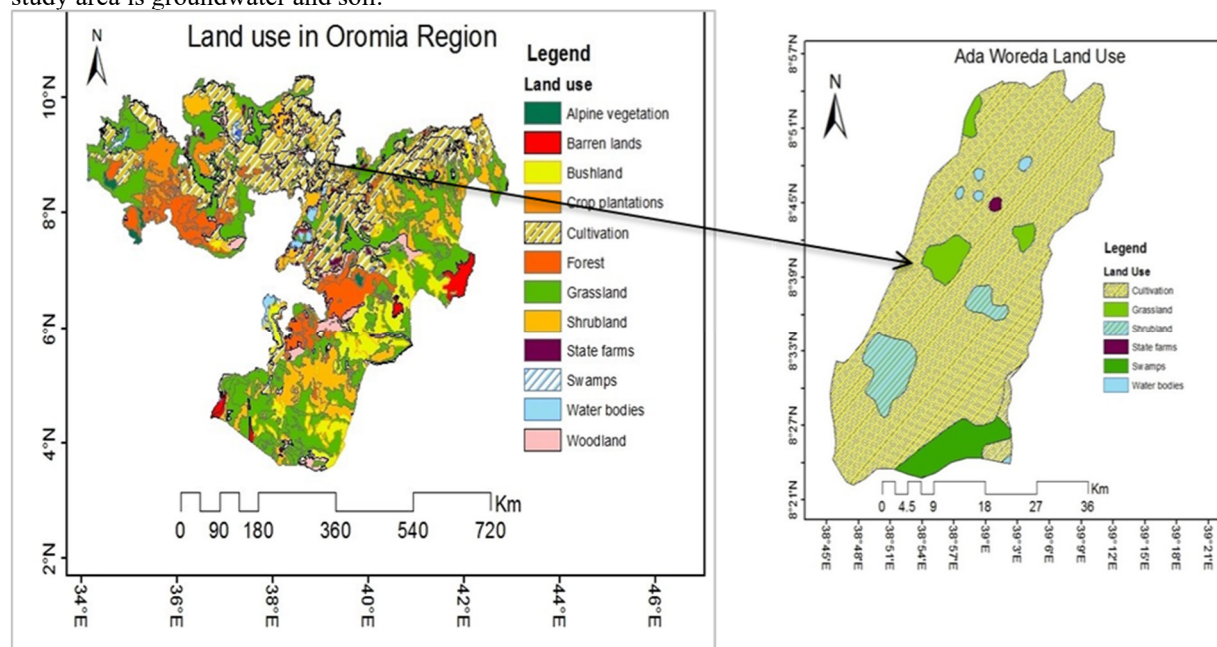 study area is groundwater and soil.
Land use in Oromia Region
N
Legend
Land use
Alpine vegetation
Barren lands
Bushland
Crop plantations
Cultivation
Forest
Grassland
Shrubland
State farms
Swamps
Water bodies
Woodland
10°N
8°N
6°N
4°N
2°N
Km
0 90 180 360 540 720
34°E 36°E 38°E 40°E 42°E 44°E 46°E
Ada Woreda Land Use
N
8°57'N
8°51'N
8°45'N
8°39'N
8°33'N
8°27'N
8°21'N
Legend
Land Use
Cultivation
Grassland
Shrubland
State farms
Swamps
Water bodies
Km
0 4.5 9 18 27 36
38°45'E 38°48'E 38°51'E 38°54'E 38°57'E 39°E 39°3'E 39°6'E 39°9'E 39°12'E 39°15'E 39°18'E 39°21'E